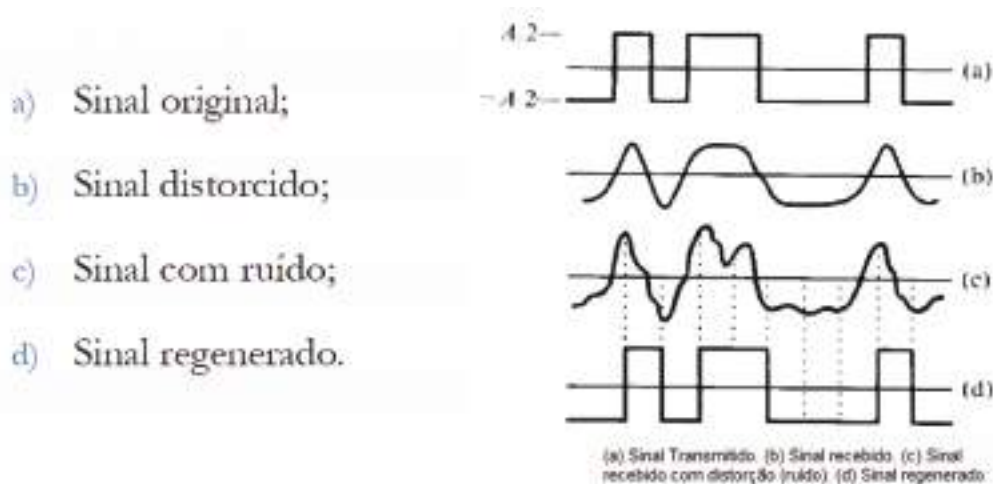 a) Sinal original;
b) Sinal distorcido;
c) Sinal com ruído;
d) Sinal regenerado.
A.2
(a)
-A.2
(b)
(c)
(d)
(a) Sinal Transmitido. (b) Sinal recebido. (c) Sinal
recebido com distorção (ruído). (d) Sinal regenerado.